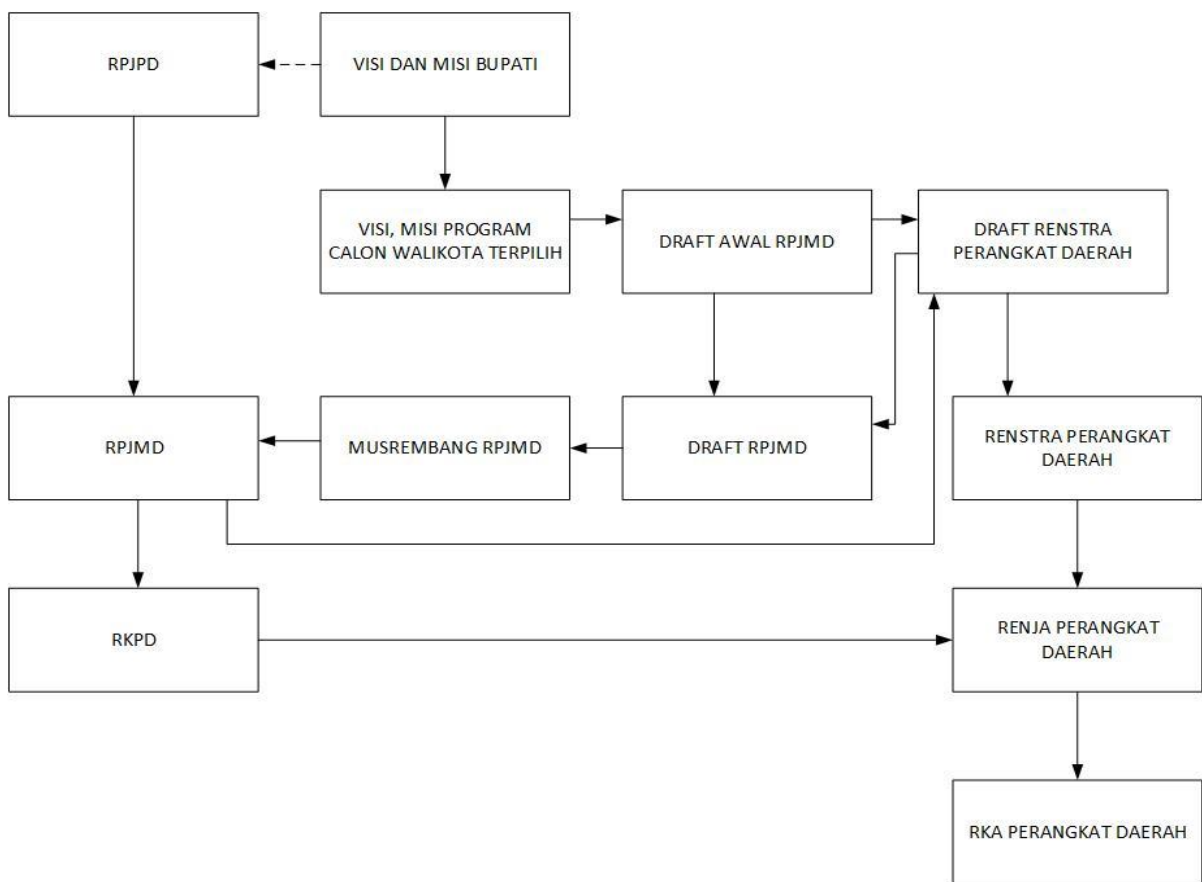 RPJPD
VISI DAN MISI BUPATI
VISI, MISI PROGRAM
CALON WALIKOTA TERPILIH
DRAFT AWAL RPJMD
DRAFT RENSTRA
PERANGKAT DAERAH
RPJMD
MUSREMBANG RPJMD
DRAFT RPJMD
RENSTRA PERANGKAT
DAERAH
RKPD
RENJA PERANGKAT
DAERAH
RKA PERANGKAT DAERAH